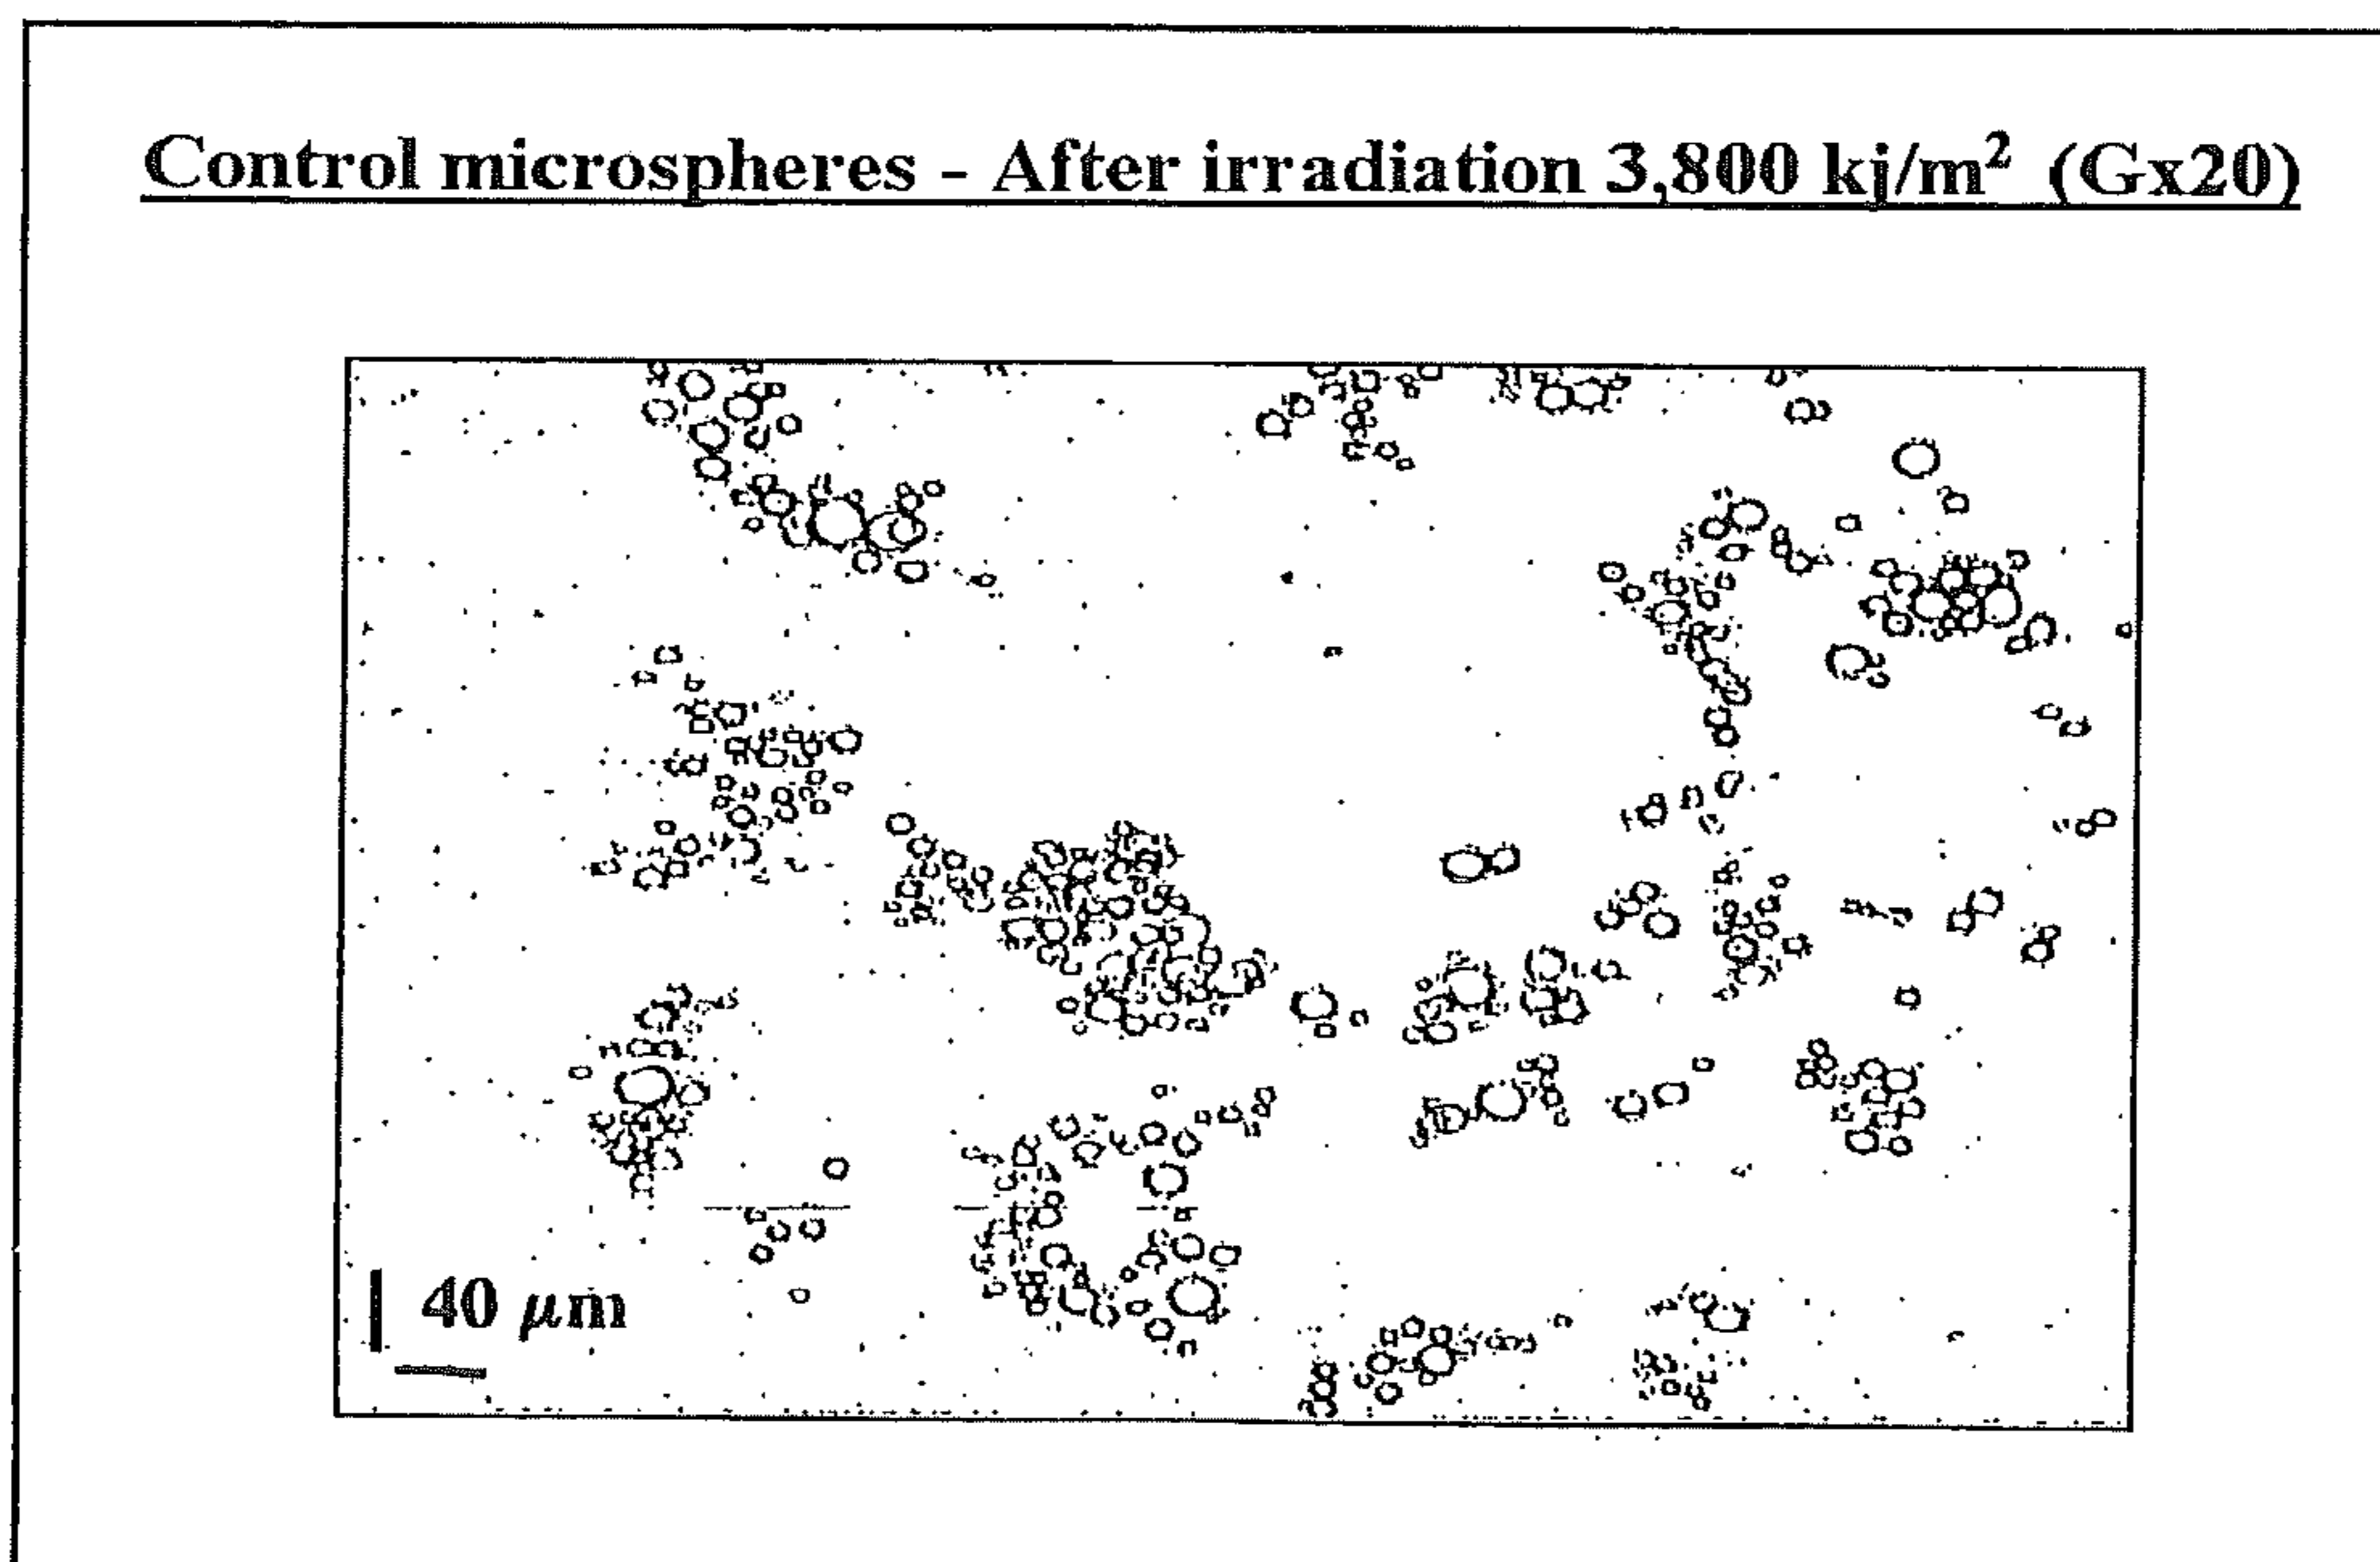 Control microspheres - After irradiation 3,800 kj/m² (Gx20)
40 µm